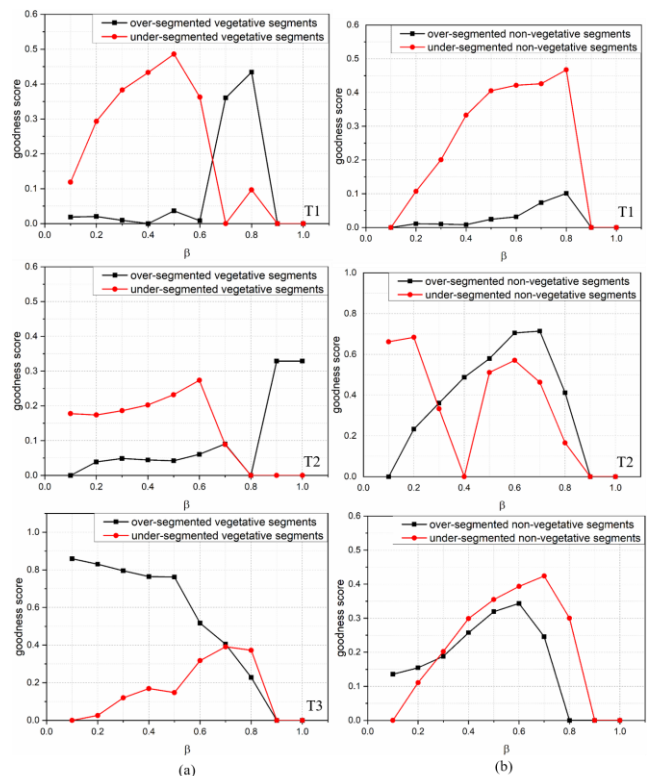 over-segmented vegetative segments
under-segmented vegetative segments
goodness score
0.6
0.5
0.4
0.3
0.2
0.1
0.0
0.0 0.2 0.4 0.6 0.8 1.0
β
T1
over-segmented non-vegetative segments
under-segmented non-vegetative segments
goodness score
0.6
0.5
0.4
0.3
0.2
0.1
0.0
0.0 0.2 0.4 0.6 0.8 1.0
β
T1
over-segmented vegetative segments
under-segmented vegetative segments
goodness score
0.6
0.5
0.4
0.3
0.2
0.1
0.0
0.0 0.2 0.4 0.6 0.8 1.0
β
T2
over-segmented non-vegetative segments
under-segmented non-vegetative segments
goodness score
1.0
0.8
0.6
0.4
0.2
0.0
0.0 0.2 0.4 0.6 0.8 1.0
β
T2
over-segmented vegetative segments
under-segmented vegetative segments
goodness score
1.0
0.8
0.6
0.4
0.2
0.0
0.0 0.2 0.4 0.6 0.8 1.0
β
T3
over-segmented non-vegetative segments
under-segmented non-vegetative segments
goodness score
0.6
0.5
0.4
0.3
0.2
0.1
0.0
0.0 0.2 0.4 0.6 0.8 1.0
β
(a)
(b)